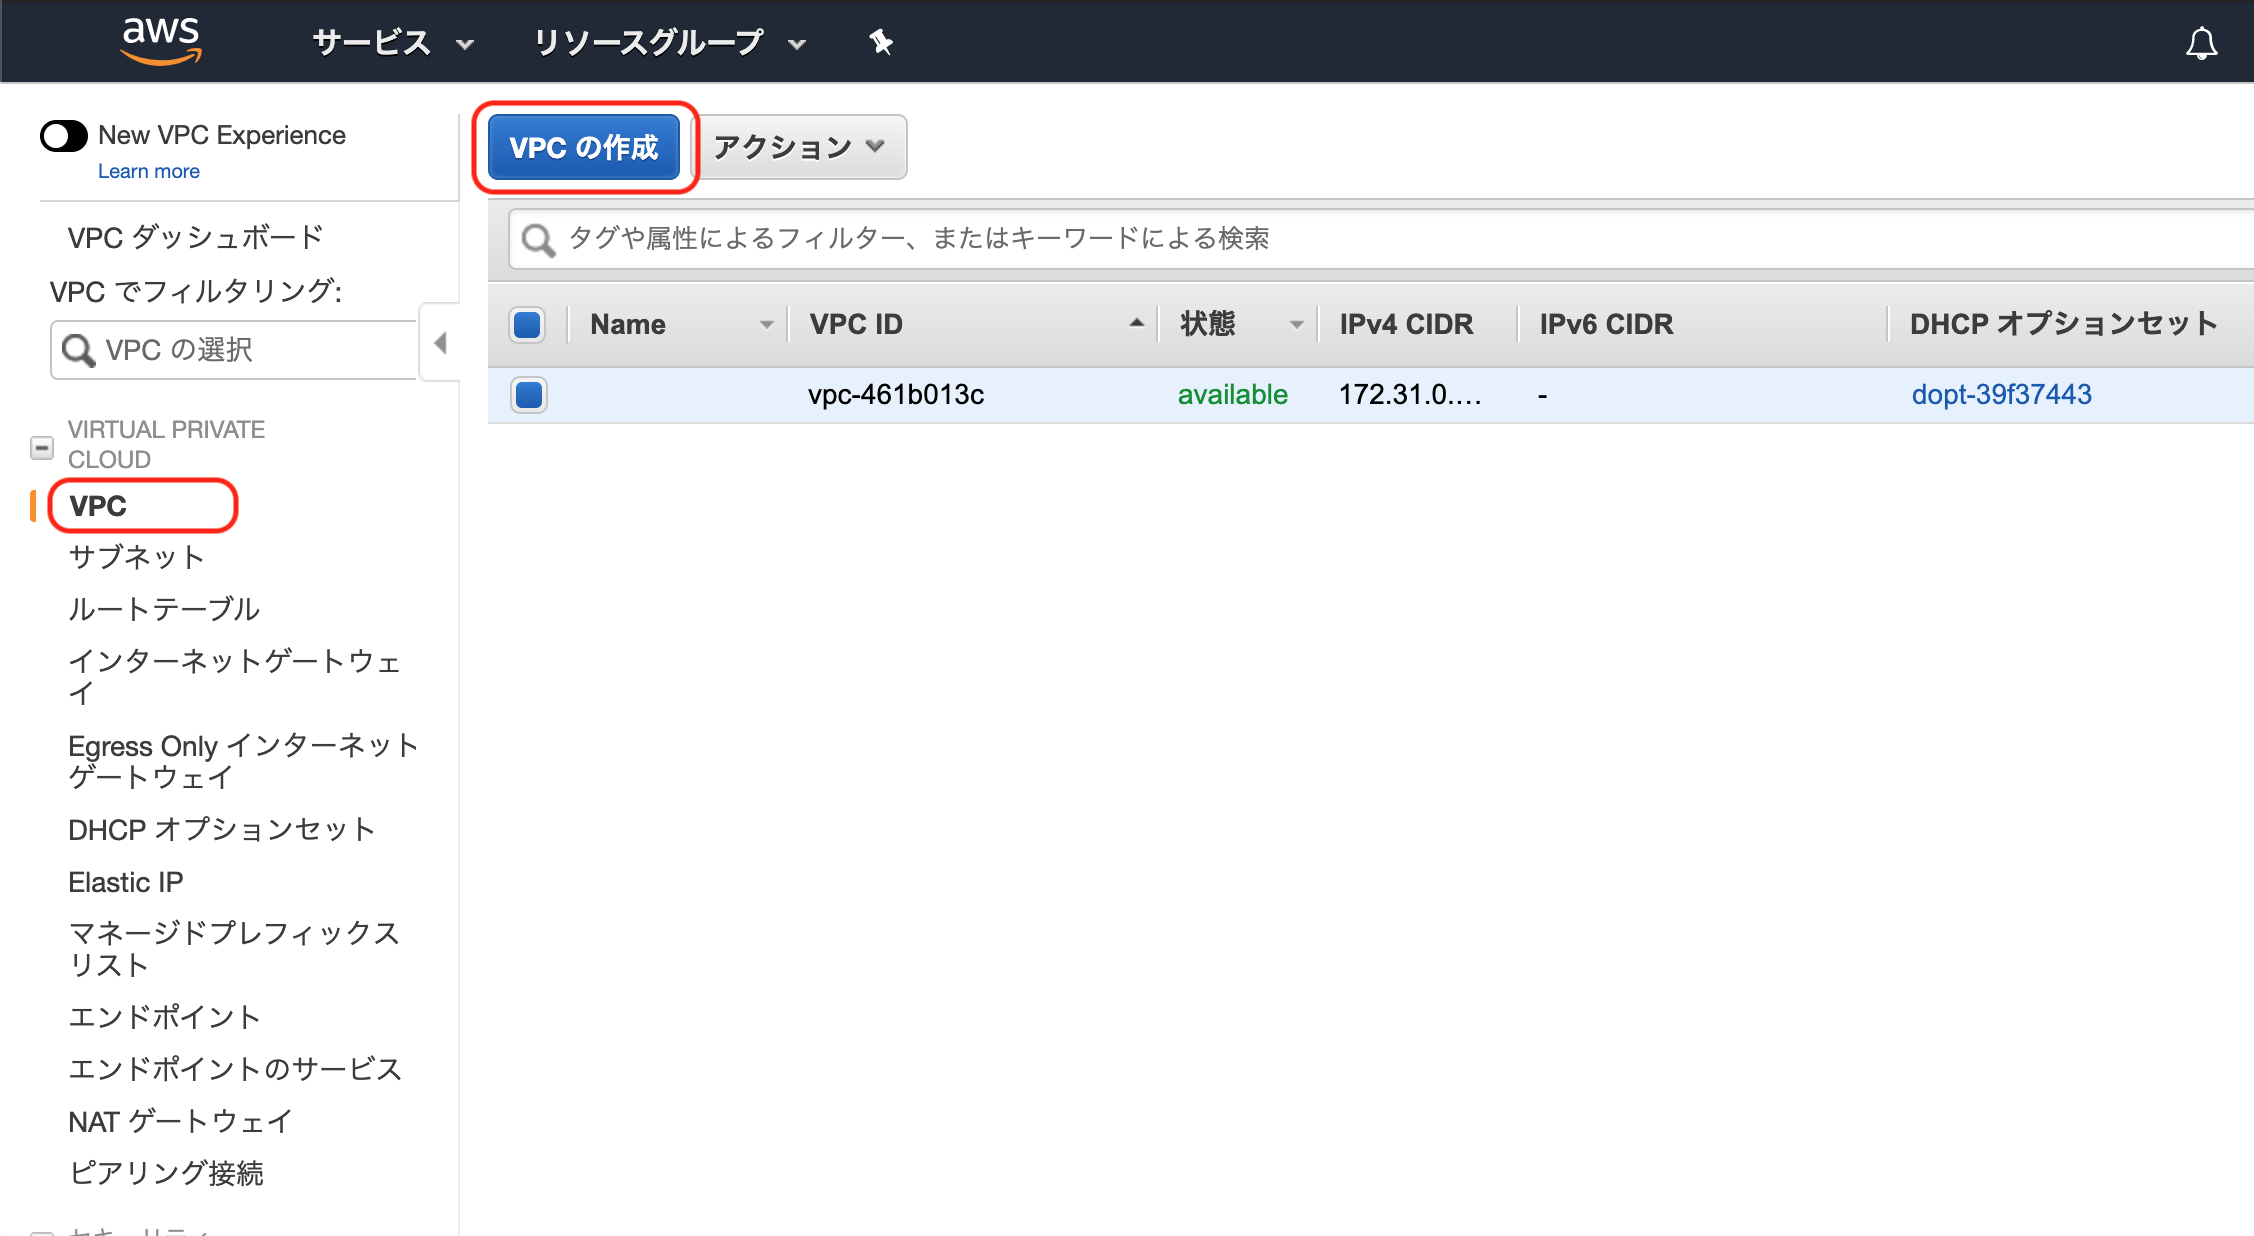 aws
サービス
リソースグループ
New VPC Experience
Learn more
VPC ダッシュボード
VPC でフィルタリング:
VPC の選択
VIRTUAL PRIVATE
CLOUD
VPC
サブネット
ルートテーブル
インターネットゲートウェ
イ
Egress Only インターネット
ゲートウェイ
DHCP オプションセット
Elastic IP
マネージドプレフィックス
リスト
エンドポイント
エンドポイントのサービス
NAT ゲートウェイ
ピアリング接続
セキュリティ
VPC の作成
アクション
タグや属性によるフィルター、またはキーワードによる検索
Name VPC ID 状態 IPv4 CIDR IPv6 CIDR DHCP オプションセット
vpc-461b013c available 172.31.0.… - dopt-39f37443